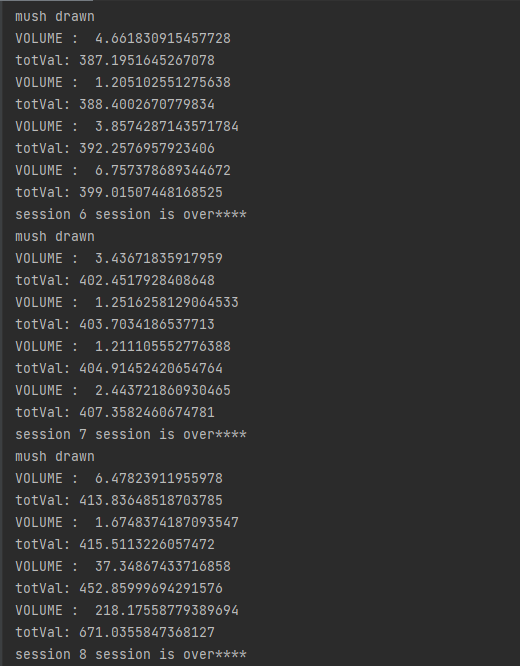 mush drawn
VOLUME :  4.661830915457728
totVal: 387.1951645267078
VOLUME :  1.205102551275638
totVal: 388.4002670779834
VOLUME :  3.8574287143571784
totVal: 392.2576957923406
VOLUME :  6.757378689344672
totVal: 399.01507448168525
session 6 session is over****
mush drawn
VOLUME :  3.43671835917959
totVal: 402.4517928408648
VOLUME :  1.2516258129064533
totVal: 403.7034186537713
VOLUME :  1.211105552776388
totVal: 404.91452420654764
VOLUME :  2.443721860930465
totVal: 407.3582460674781
session 7 session is over****
mush drawn
VOLUME :  6.47823911955978
totVal: 413.83648518703785
VOLUME :  1.6748374187093547
totVal: 415.5113226057472
VOLUME :  37.34867433716858
totVal: 452.85999694291576
VOLUME :  218.17558779389694
totVal: 671.0355847368127
session 8 session is over****